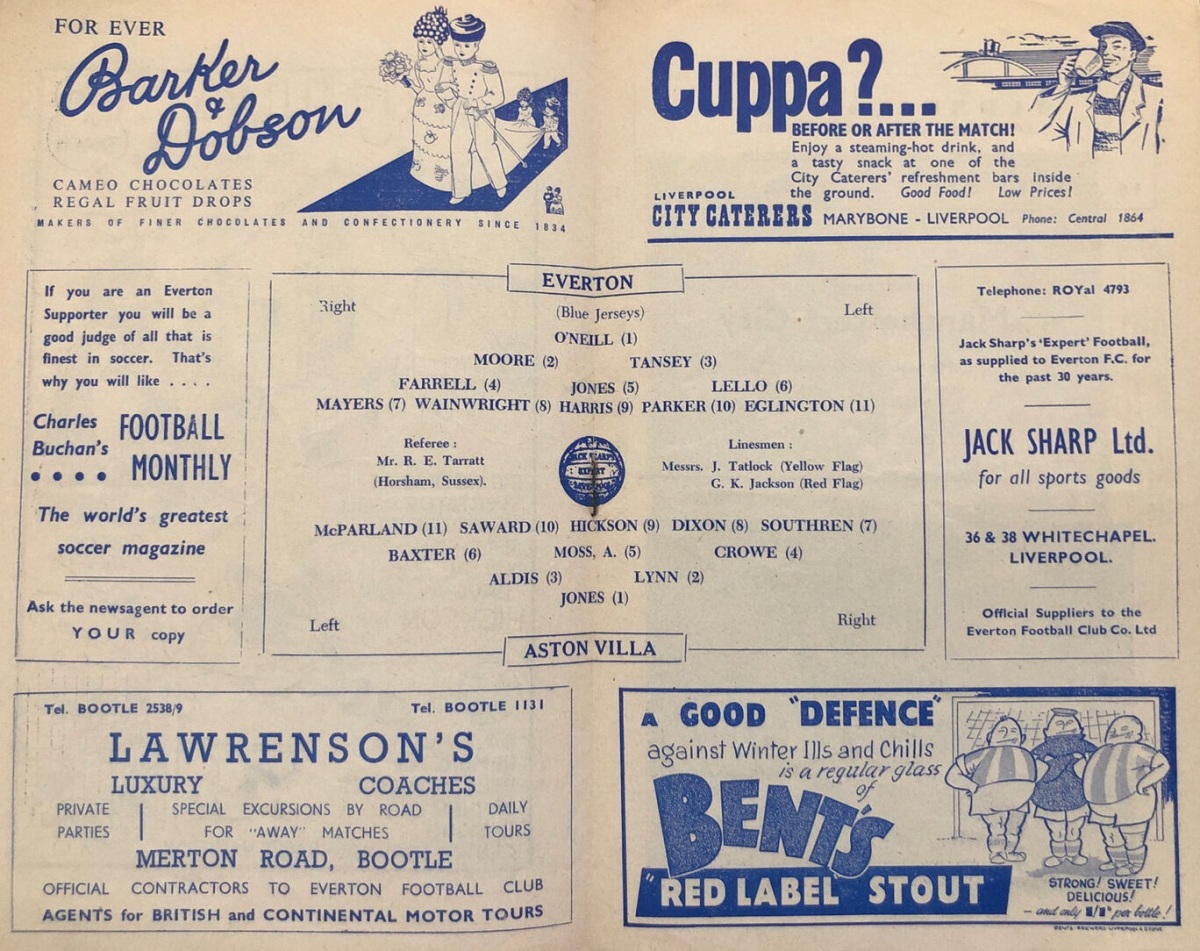 FOR EVER
Barker
&
Dobson
CAMEO CHOCOLATES
REGAL FRUIT DROPS
MAKERS OF FINER CHOCOLATES AND CONFECTIONERY SINCE 1834
Cuppa?...
BEFORE OR AFTER THE MATCH!
Enjoy a steaming-hot drink, and
a tasty snack at one of the
City Caterers' refreshment bars inside
the ground. Good Food! Low Prices!
LIVERPOOL
CITY CATERERS MARYBONE - LIVERPOOL Phone: Central 1864
If you are an Everton
Supporter you will be a
good judge of all that is
finest in soccer. That's
why you will like . . . .
Charles
Buchan's
. . . .
FOOTBALL
MONTHLY
The world's greatest
soccer magazine
Ask the newsagent to order
YOUR copy
EVERTON
Right
(Blue Jerseys)
Left
O'NEILL (1)
MOORE (2) TANSEY (3)
FARRELL (4) JONES (5) LELLO (6)
MAYERS (7) WAINWRIGHT (8) HARRIS (9) PARKER (10) EGLINGTON (11)
Referee :
Mr. R. E. Tarratt
(Horsham, Sussex).
JACK SHARP'S
EXPERT
LIVERPOOL
Linesmen :
Messrs. J. Tatlock (Yellow Flag)
G. K. Jackson (Red Flag)
McPARLAND (11) SAWARD (10) HICKSON (9) DIXON (8) SOUTHREN (7)
BAXTER (6) MOSS, A. (5) CROWE (4)
ALDIS (3) LYNN (2)
JONES (1)
Left
Right
ASTON VILLA
Telephone: ROYal 4793
Jack Sharp's 'Expert' Football,
as supplied to Everton F.C. for
the past 30 years.
JACK SHARP Ltd.
for all sports goods
36 & 38 WHITECHAPEL.
LIVERPOOL.
Official Suppliers to the
Everton Football Club Co. Ltd
Tel. BOOTLE 2538/9 Tel. BOOTLE 1131
LAWRENSON'S
LUXURY COACHES
PRIVATE
PARTIES
SPECIAL EXCURSIONS BY ROAD
FOR "AWAY" MATCHES
DAILY
TOURS
MERTON ROAD, BOOTLE
OFFICIAL CONTRACTORS TO EVERTON FOOTBALL CLUB
AGENTS for BRITISH and CONTINENTAL MOTOR TOURS
A GOOD "DEFENCE"
against Winter Ills and Chills
is a regular glass
of
BENT'S
"RED LABEL" STOUT
STRONG! SWEET!
DELICIOUS!
- and only 1/1" per bottle!